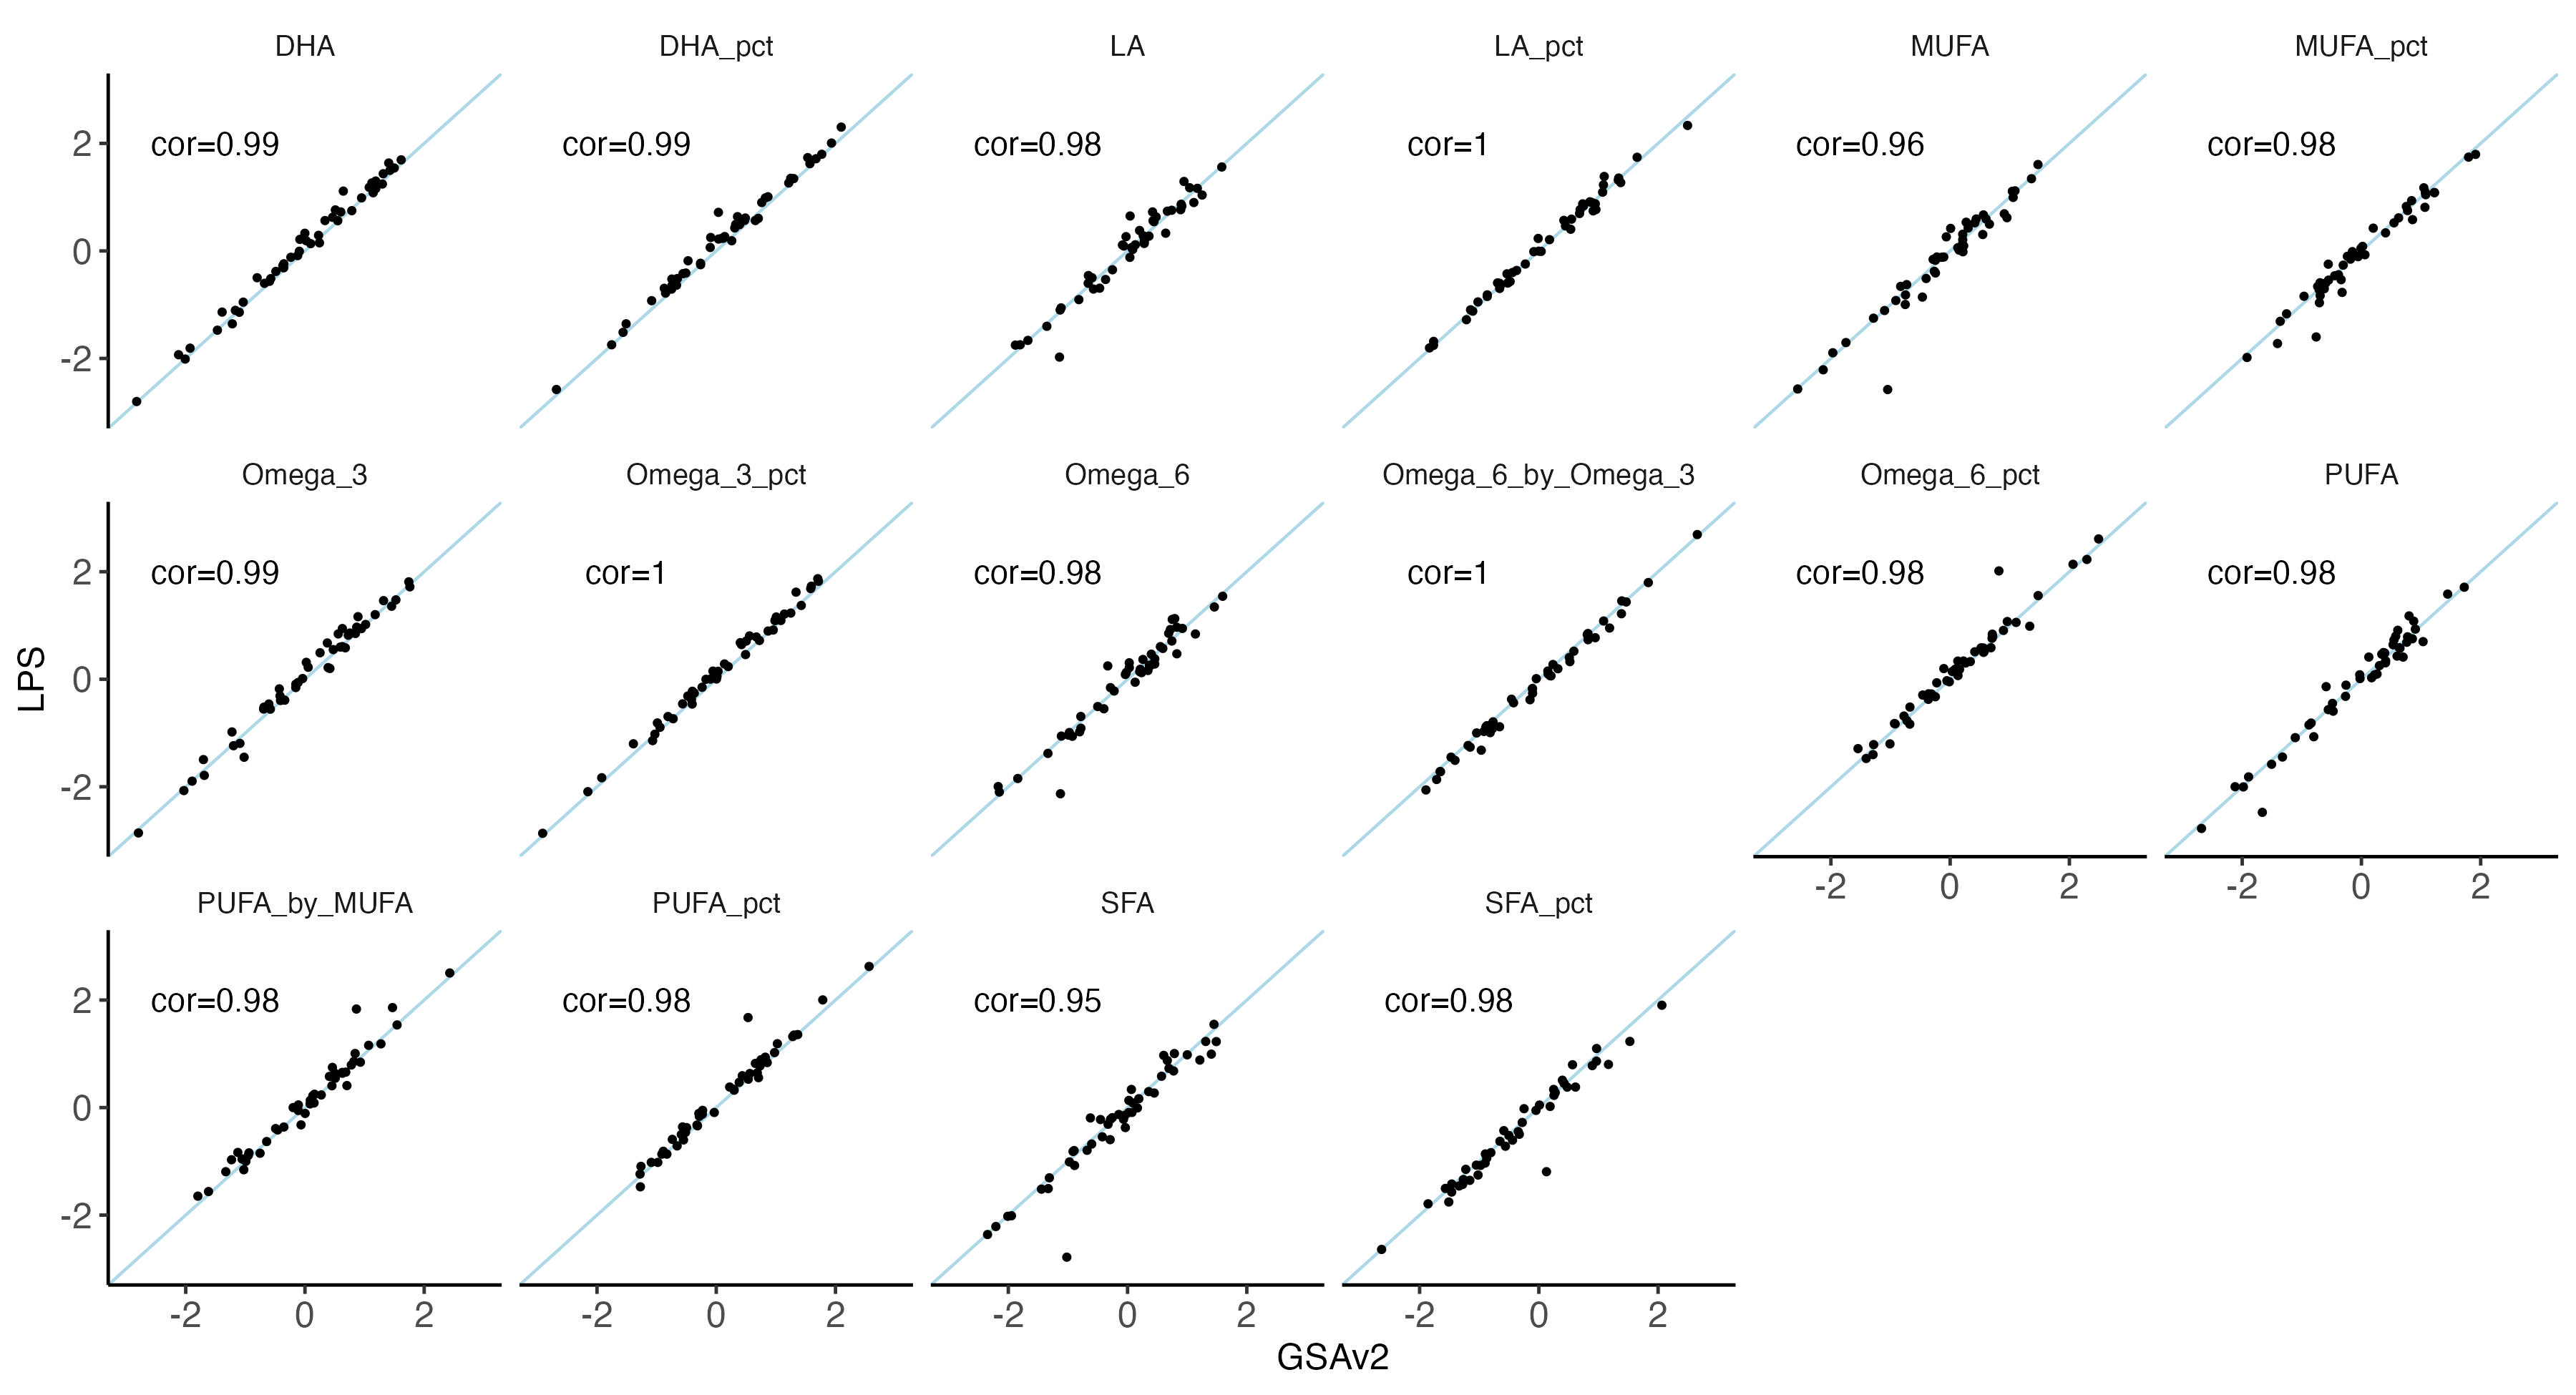 DHA DHA_pct LA LA_pct MUFA MUFA_pct
2 cor=0.99 cor=0.99 cor=0.98 cor=1 cor=0.96 cor=0.98
0
-2
Omega_3 Omega_3_pct Omega_6 Omega_6_by_Omega_3 Omega_6_pct PUFA
2 cor=0.99 cor=1 cor=0.98 cor=1 cor=0.98 cor=0.98
LPS
0
-2
-2 0 2 -2 0 2
PUFA_by_MUFA PUFA_pct SFA SFA_pct
2 cor=0.98 cor=0.98 cor=0.95 cor=0.98
0
-2
-2 0 2 -2 0 2 -2 0 2 -2 0 2
GSAv2